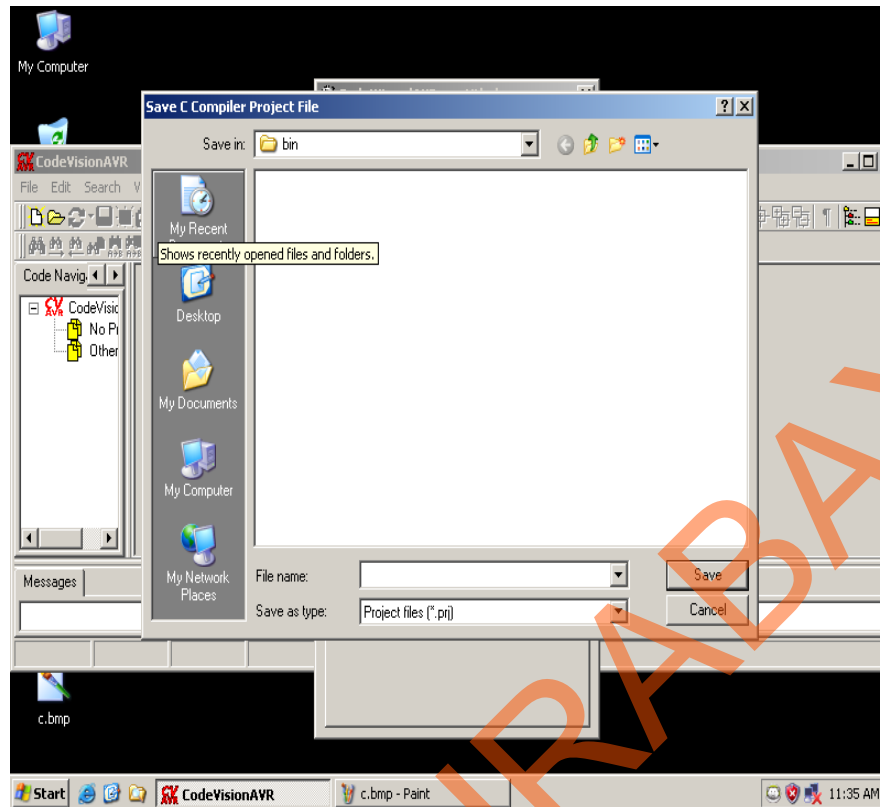 My Computer
Save C Compiler Project File
Save in:
bin
CodeVisionAVR
File Edit Search V
My Recent
Shows recently opened files and folders.
Code Navig.
CodeVisic
No Pr
Other
Desktop
My Documents
My Computer
My Network
Places
File name:
Save
Save as type:
Project files (*.prj)
Cancel
Messages
c.bmp
Start
CodeVisionAVR
c.bmp - Paint
11:35 AM
RABA